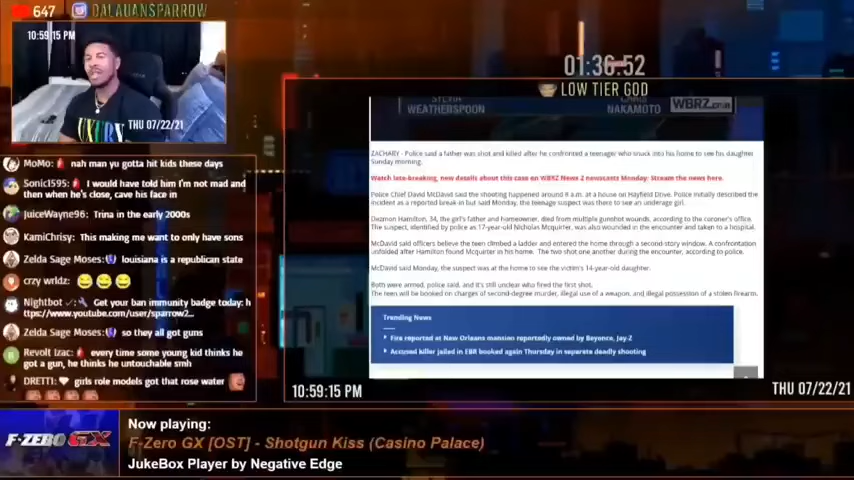 647
DALAUANSPARROW
10:59:15 PM
THU 07/22/21
01:36:52
LOW TIER GOD
WEATHERSPOON
NAKAMOTO
WBRZ.com
ZACHARY - Police said a father was shot and killed after he confronted a teenager who snuck into his home to see his daughter
Sunday morning.
Watch late-breaking, new details about this case on WBRZ News 2 newscasts Monday: Stream the news here.
Police Chief David McDavid said the shooting happened around 8 a.m. at a house on Hayfield Drive. Police initially described the
incident as a reported break-in but said Monday, the teenage suspect was there to see an underage girl.
Hamilton, 34, the girl's father and homeowner, died from multiple gunshot wounds, according to the coroner's office.
The suspect, identified by police as 17-year-old Nicholas Mcquirter, was also wounded in the encounter and taken to a hospital.
McDavid said officers believe the teen climbed a ladder and entered the home through a second-story window. A confrontation
unfolded after Hamilton found Mcquirter in his home. The two shot one another during the encounter, according to police.
McDavid said Monday, the suspect was at the home to see the victim's 14-year-old daughter.
Both were armed, police said, and it's still unclear who fired the first shot.
The teen will be booked on charges of second-degree murder, illegal use of a weapon, and illegal possession of a stolen firearm.
Trending News
Fire reported at New Orleans mansion reportedly owned by Beyonce, Jay-Z
Accused killer jailed in EBR booked again Thursday in separate deadly shooting
MoMo: nah man yu gotta hit kids these days
Sonic1595: I would have told him I'm not mad and
then when he's close, cave his face in
JuiceWayne96: Trina in the early 2000s
KamiChrisy: This making me want to only have sons
Zelda Sage Moses: louisiana is a republican state
crzy wrldz:
Nightbot: Get your ban immunity badge today: h
ttps://www.youtube.com/user/sparrow2...
Zelda Sage Moses: so they all got guns
R Revolt Izac: every time some young kid thinks he
got a gun, he thinks he untouchable smh
DRETTI: girls role models got that rose water
10:59:15 PM
THU 07/22/21
F-ZERO GX
Now playing:
F-Zero GX [OST] - Shotgun Kiss (Casino Palace)
JukeBox Player by Negative Edge